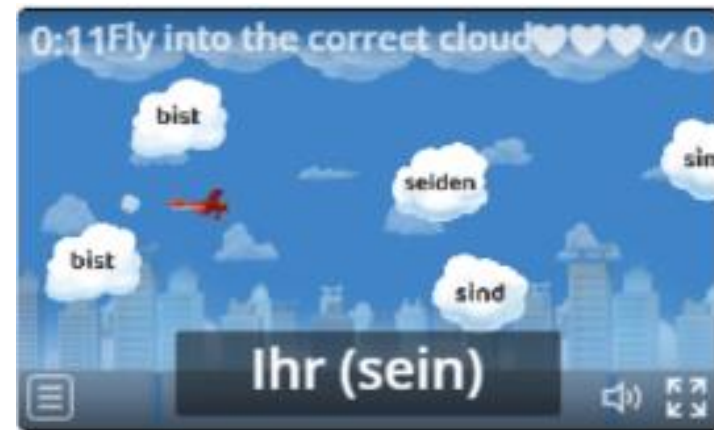 0:11 Fly into the correct cloud ✓ 0
bist
seiden
bist
sind
Ihr (sein)